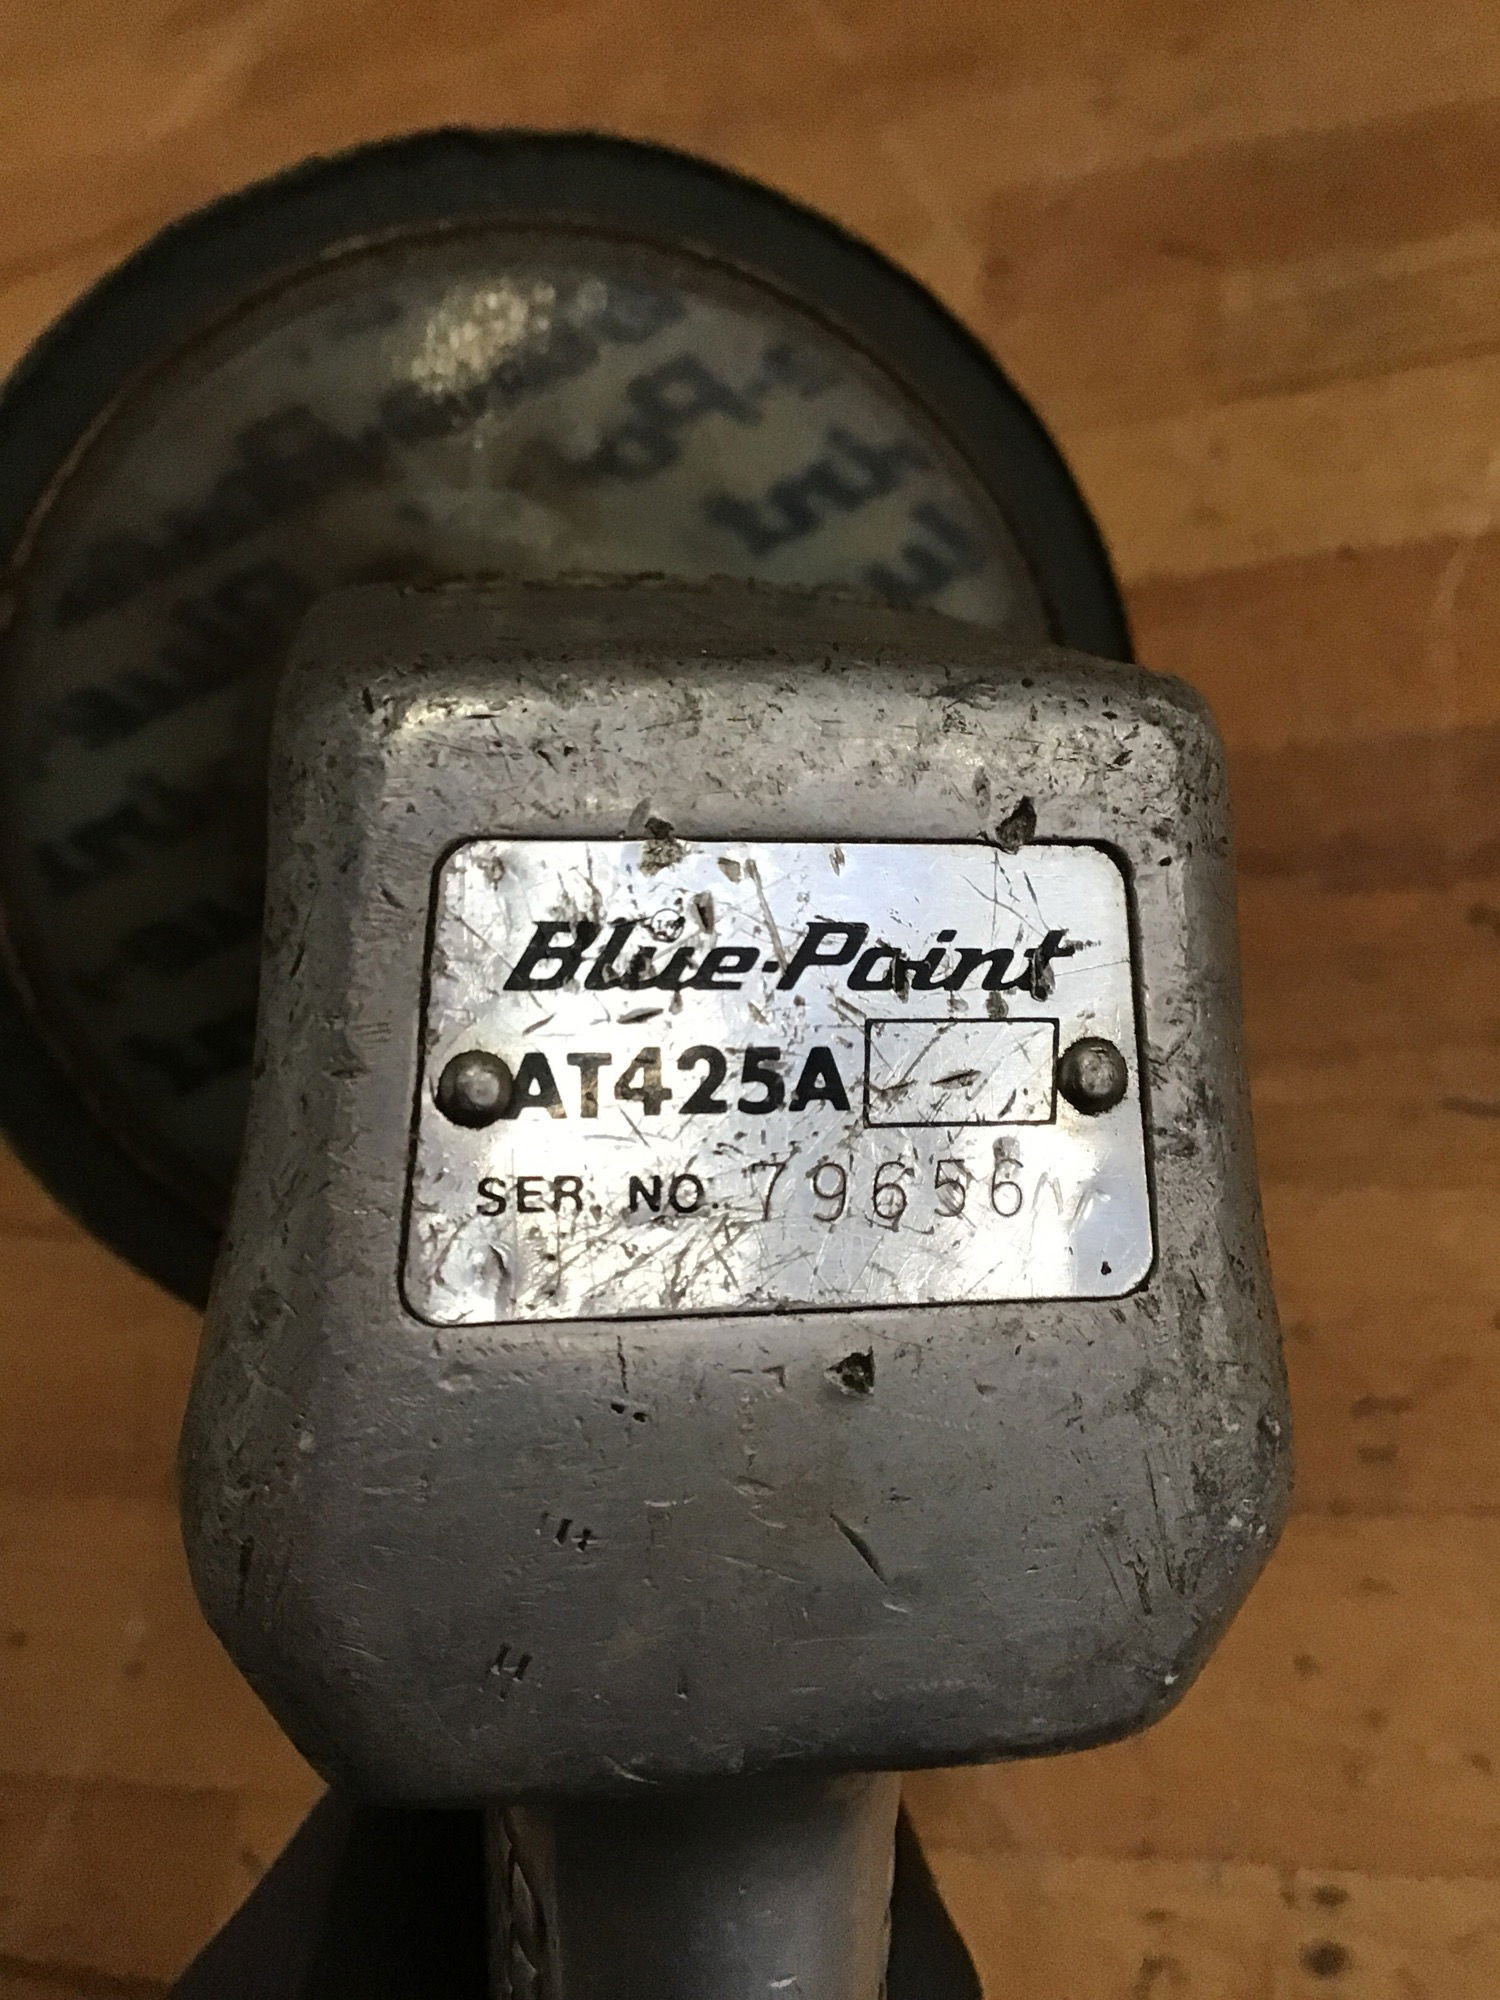 Blue-Point
AT425A
SER. NO. 79656